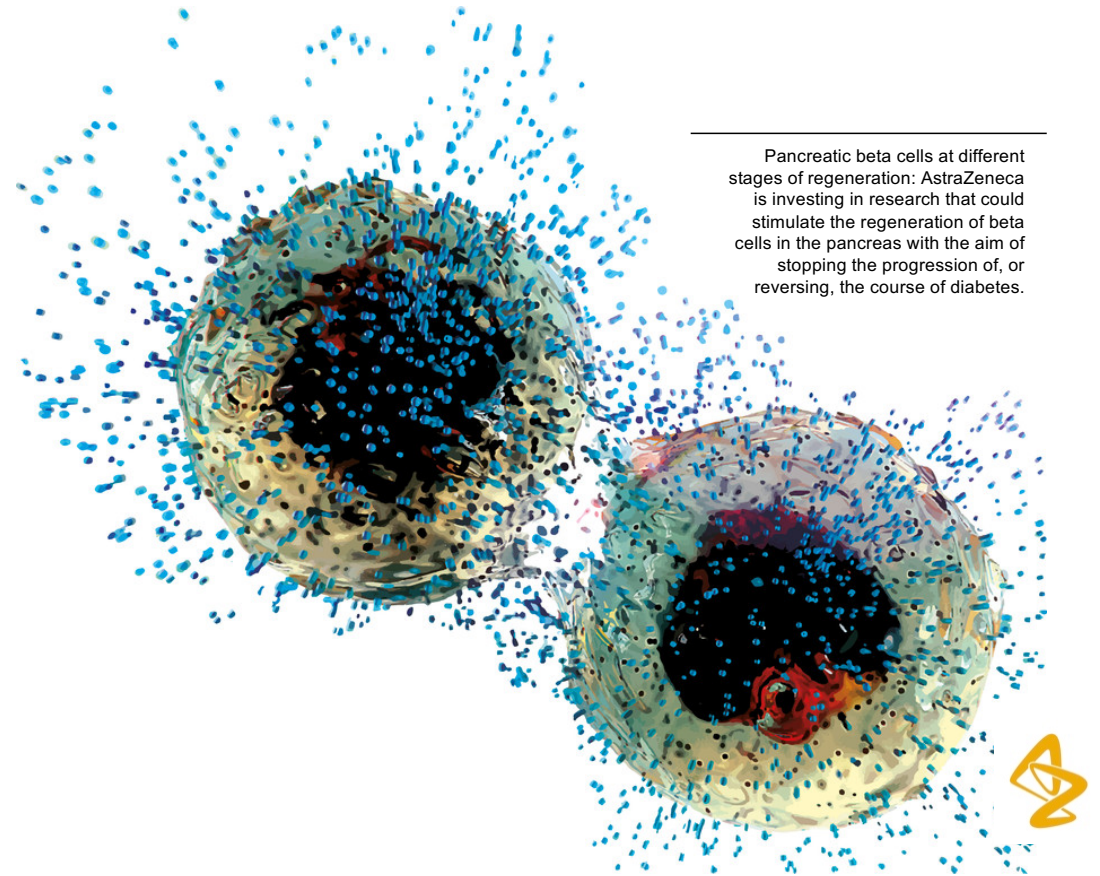 Pancreatic beta cells at different
stages of regeneration: AstraZeneca
is investing in research that could
stimulate the regeneration of beta
cells in the pancreas with the aim of
stopping the progression of, or
reversing, the course of diabetes.